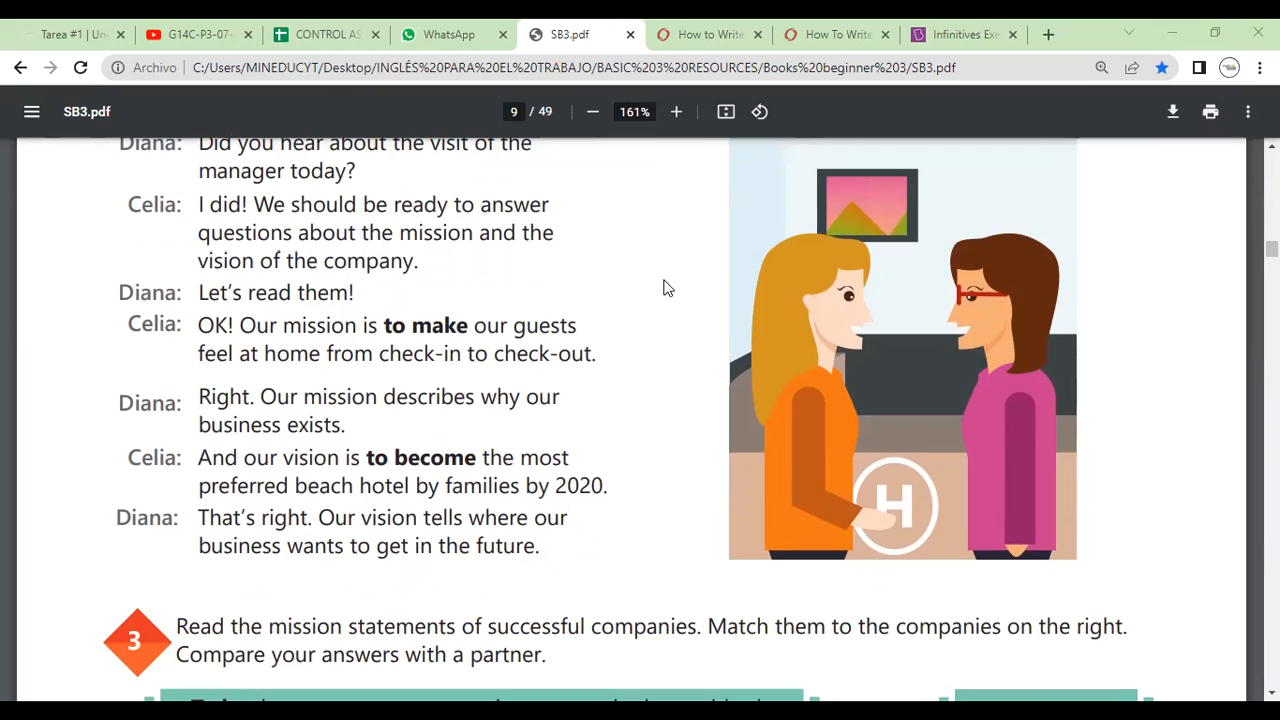 Tarea #1 | Un
G14C-P3-07-
CONTROL AS
WhatsApp
SB3.pdf
How to Write
How To Write
Infinitives Exe
Archivo
C:/Users/MINEDUCYT/Desktop/INGLÉS%20PARA%20EL%20TRABAJO/BASIC%203%20RESOURCES/Books%20beginner%203/SB3.pdf
SB3.pdf
9 / 49
161%
Diana: Did you hear about the visit of the
manager today?
Celia: I did! We should be ready to answer
questions about the mission and the
vision of the company.
Diana: Let's read them!
Celia: OK! Our mission is to make our guests
feel at home from check-in to check-out.
Diana: Right. Our mission describes why our
business exists.
Celia: And our vision is to become the most
preferred beach hotel by families by 2020.
Diana: That's right. Our vision tells where our
business wants to get in the future.
H
3
Read the mission statements of successful companies. Match them to the companies on the right.
Compare your answers with a partner.